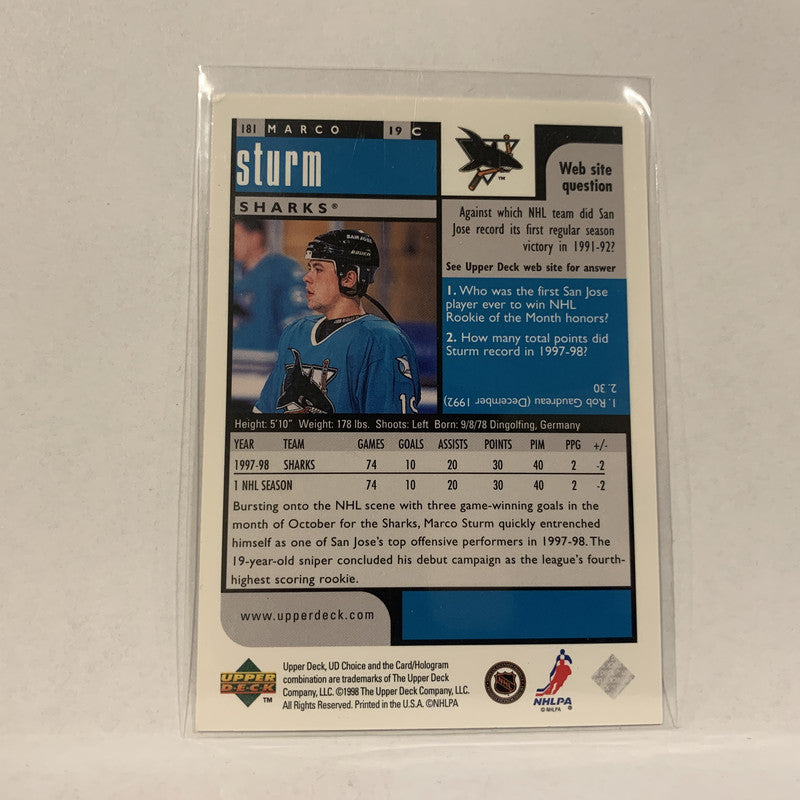 181 MARCO 19 C
sturm
SHARKS®
TM
Web site
question
Against which NHL team did San
Jose record its first regular season
victory in 1991-92?
See Upper Deck web site for answer
1. Who was the first San Jose
player ever to win NHL
Rookie of the Month honors?
2. How many total points did
Sturm record in 1997-98?
1. Rob Gaudreau (December 1992)
2. 30
SAN JOSE
BAUER
19
Height: 5'10" Weight: 178 lbs. Shoots: Left Born: 9/8/78 Dingolfing, Germany
YEAR TEAM GAMES GOALS ASSISTS POINTS PIM PPG +/-
1997-98 SHARKS 74 10 20 30 40 2 -2
1 NHL SEASON 74 10 20 30 40 2 -2
Bursting onto the NHL scene with three game-winning goals in the
month of October for the Sharks, Marco Sturm quickly entrenched
himself as one of San Jose's top offensive performers in 1997-98. The
19-year-old sniper concluded his debut campaign as the league's fourth-
highest scoring rookie.
www.upperdeck.com
UPPER
DECK
TM
Upper Deck, UD Choice and the Card/Hologram
combination are trademarks of The Upper Deck
Company, LLC. ©1998 The Upper Deck Company, LLC.
All Rights Reserved. Printed in the U.S.A. ©NHLPA
NHL
NHLPA
© NHLPA ®